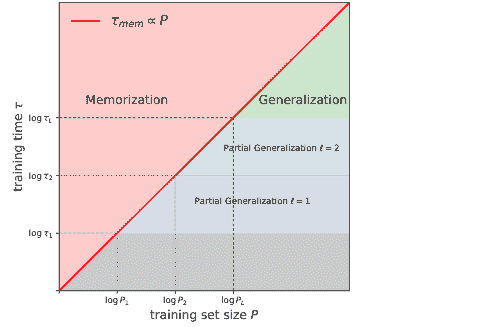 τ_mem ∝ P
Memorization
Generalization
log τ_L
Partial Generalization ℓ = 2
log τ_2
Partial Generalization ℓ = 1
log τ_1
training time τ
log P_1
log P_2
log P_L
training set size P